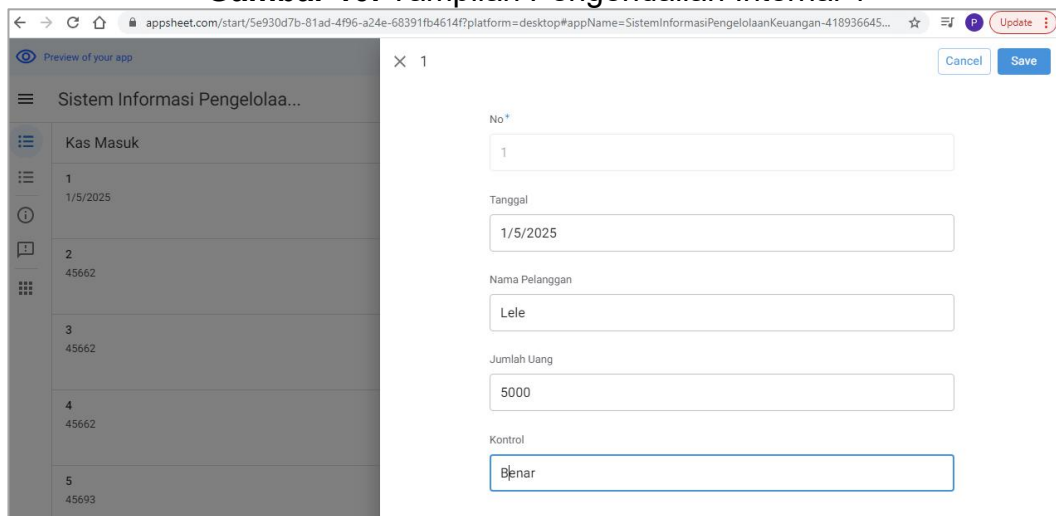 appsheet.com/start/5e930d7b-81ad-4f96-a24e-68391fb4614f?platform=desktop#appName=SistemInformasiPengelolaanKeuangan-418936645...
P
Update
Preview of your app
Sistem Informasi Pengelolaa...
Kas Masuk
1
1/5/2025
2
45662
3
45662
4
45662
5
45693
1
Cancel
Save
No*
1
Tanggal
1/5/2025
Nama Pelanggan
Lele
Jumlah Uang
5000
Kontrol
Benar